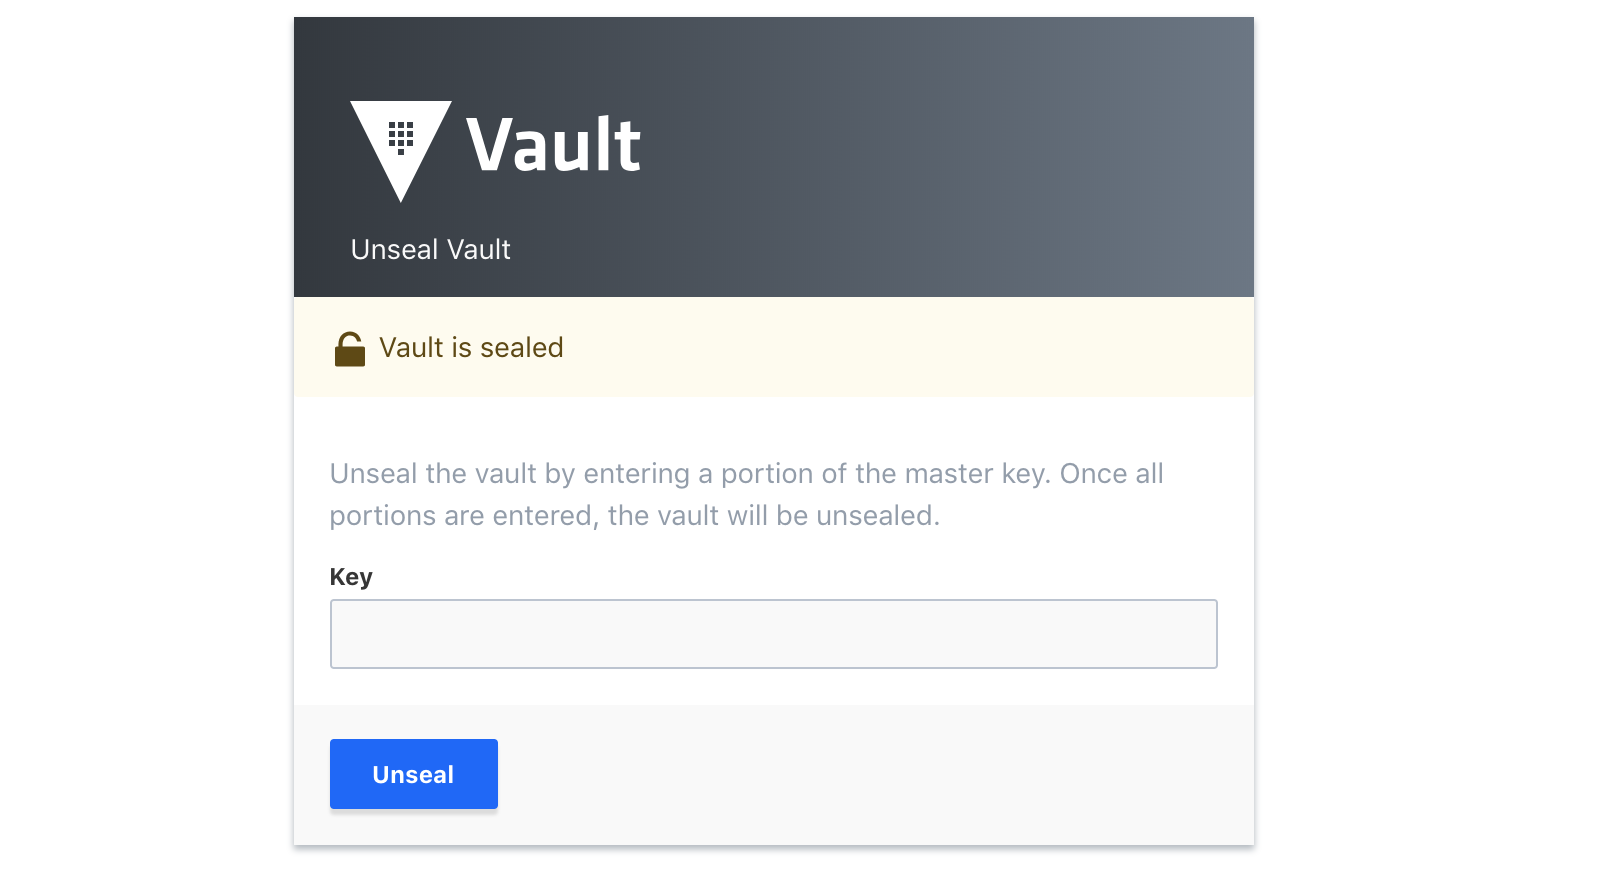 Vault
Unseal Vault
Vault is sealed
Unseal the vault by entering a portion of the master key. Once all
portions are entered, the vault will be unsealed.
Key
Unseal